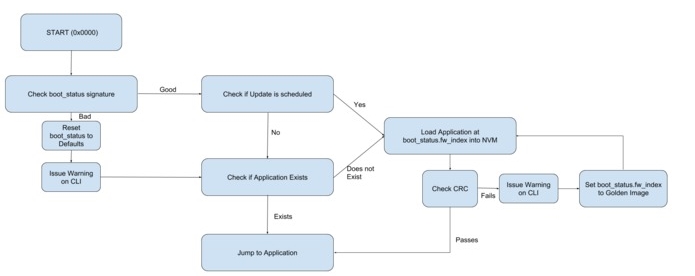 START (0x0000)
Check boot_status signature
Good
Check if Update is scheduled
Bad
Yes
Reset
boot_status to
Defaults
No
Load Application at
boot_status.fw_index into NVM
Issue Warning
on CLI
Check if Application Exists
Does not
Exist
Check CRC
Fails
Issue Warning
on CLI
Set boot_status.fw_index
to Golden Image
Exists
Passes
Jump to Application